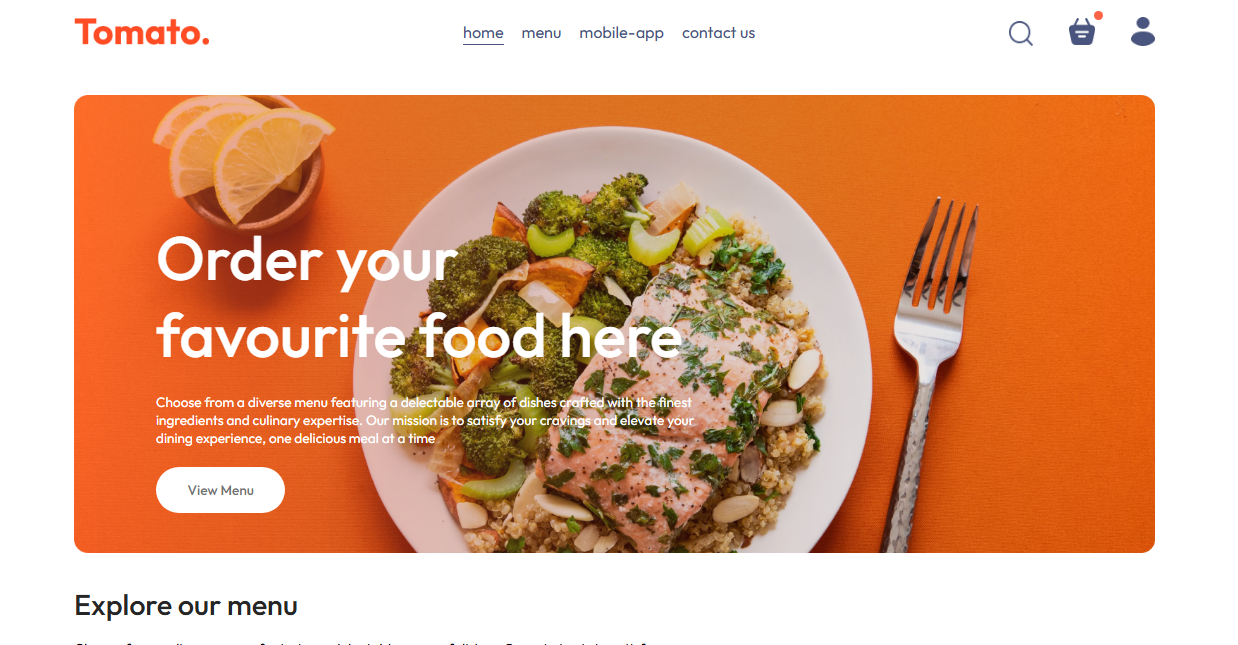 Tomato.
home menu mobile-app contact us
Order your
favourite food here
Choose from a diverse menu featuring a delectable array of dishes crafted with the finest
ingredients and culinary expertise. Our mission is to satisfy your cravings and elevate your
dining experience, one delicious meal at a time
View Menu
Explore our menu